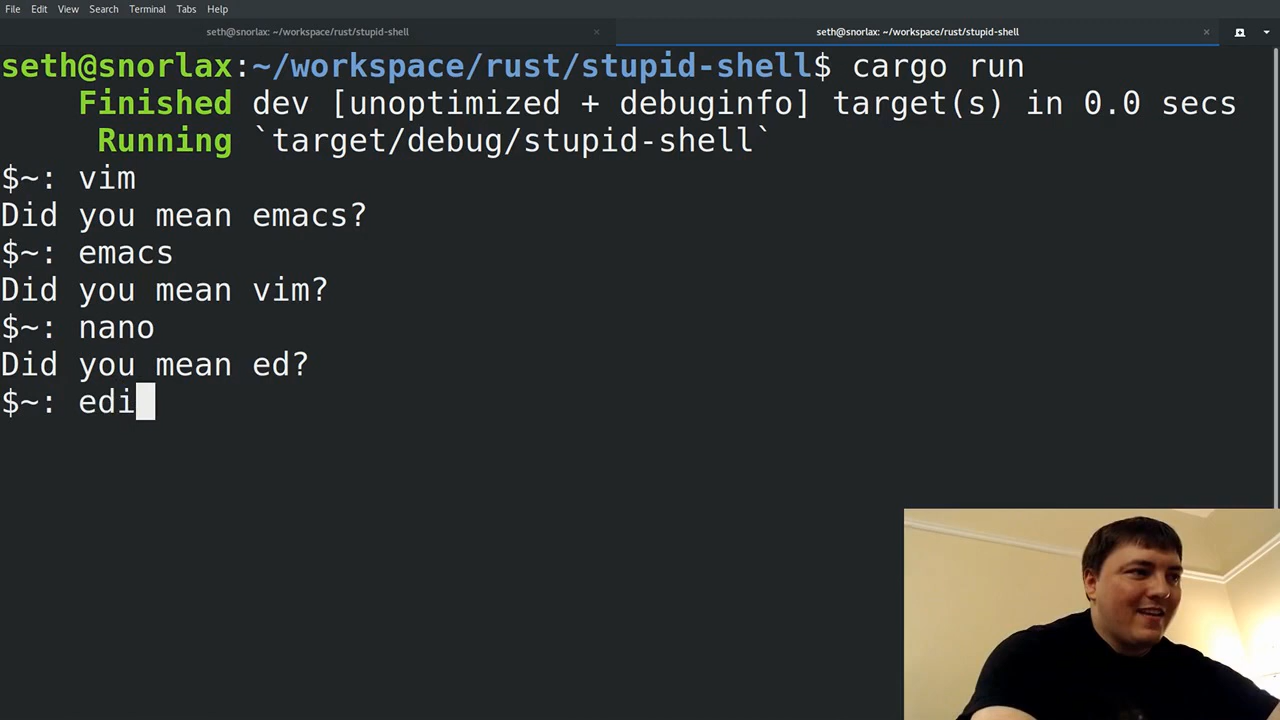 File Edit View Search Terminal Tabs Help
seth@snorlax: ~/workspace/rust/stupid-shell × seth@snorlax: ~/workspace/rust/stupid-shell ×
seth@snorlax:~/workspace/rust/stupid-shell$ cargo run
Finished dev [unoptimized + debuginfo] target(s) in 0.0 secs
Running `target/debug/stupid-shell`
$~: vim
Did you mean emacs?
$~: emacs
Did you mean vim?
$~: nano
Did you mean ed?
$~: edi